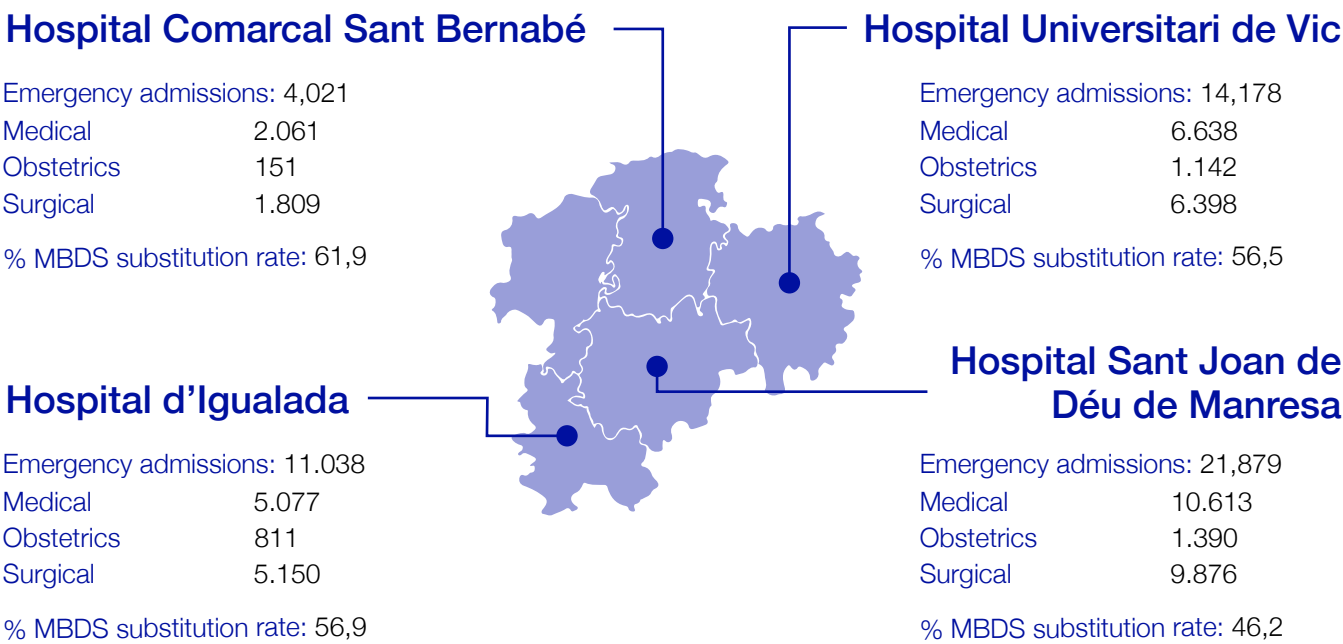 Hospital Comarcal Sant Bernabé
Emergency admissions: 4,021
Medical 2.061
Obstetrics 151
Surgical 1.809
% MBDS substitution rate: 61,9
Hospital Universitari de Vic
Emergency admissions: 14,178
Medical 6.638
Obstetrics 1.142
Surgical 6.398
% MBDS substitution rate: 56,5
Hospital d’Igualada
Emergency admissions: 11.038
Medical 5.077
Obstetrics 811
Surgical 5.150
% MBDS substitution rate: 56,9
Hospital Sant Joan de
Déu de Manresa
Emergency admissions: 21,879
Medical 10.613
Obstetrics 1.390
Surgical 9.876
% MBDS substitution rate: 46,2